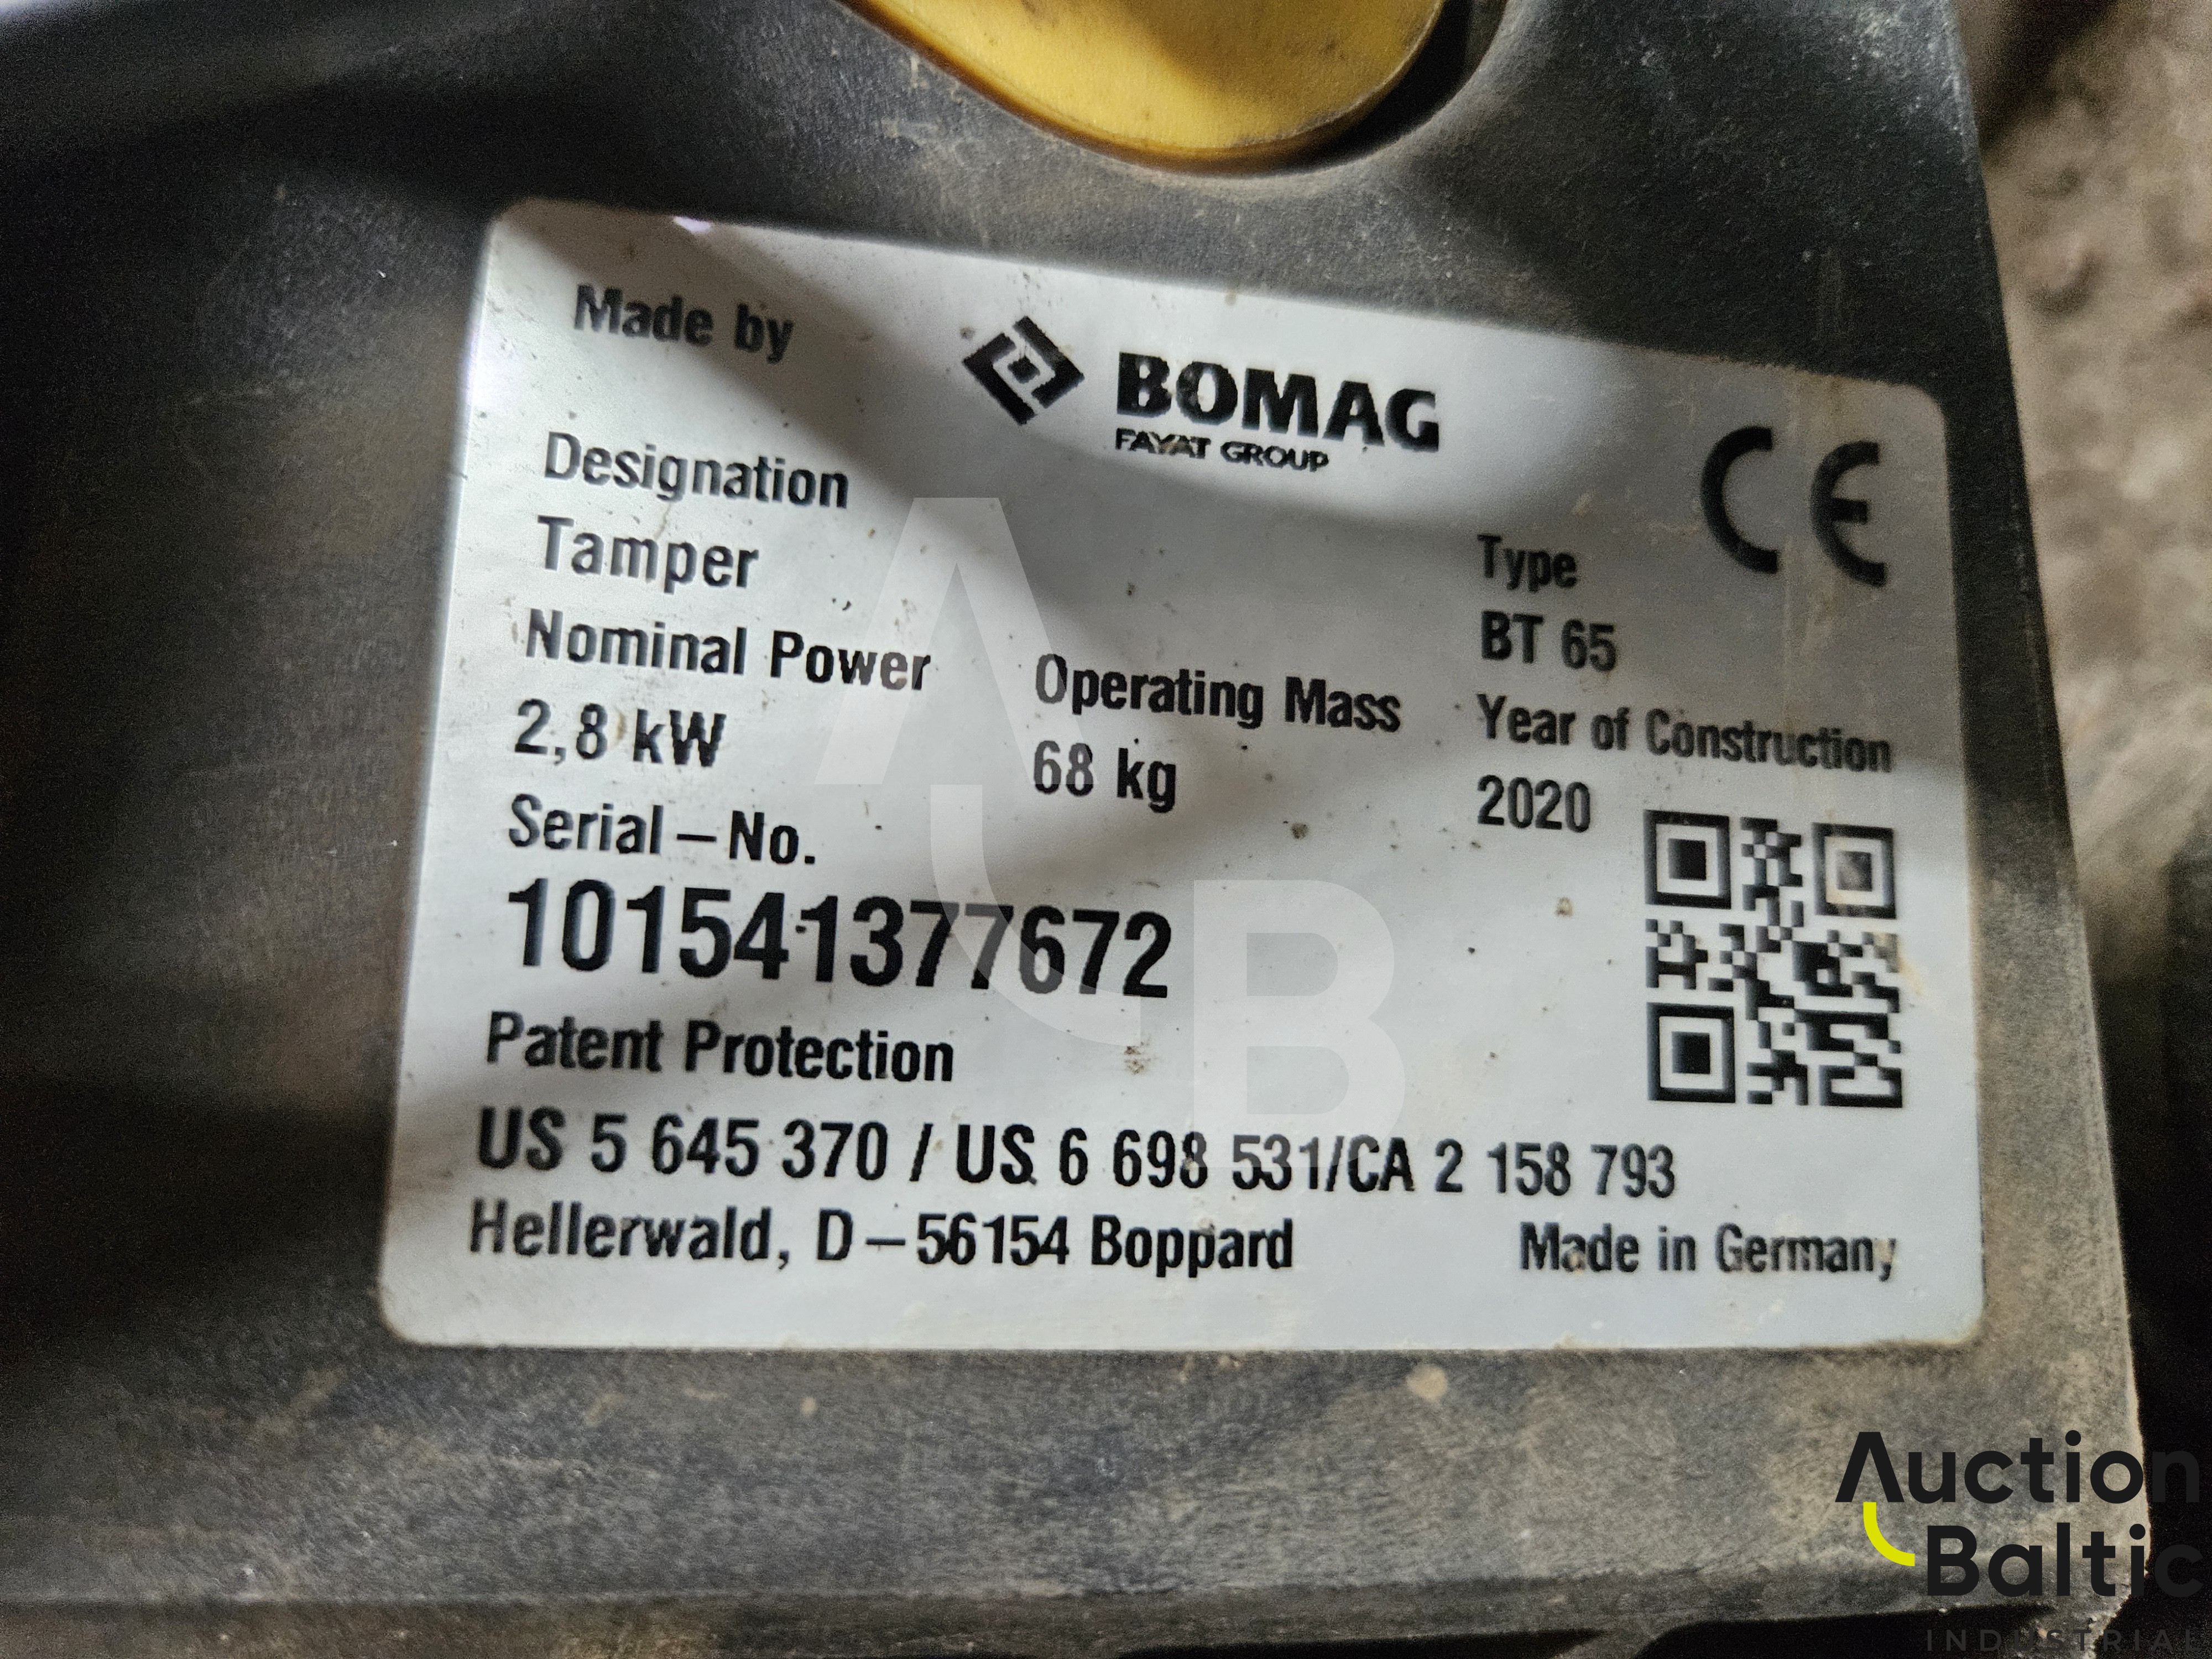 Made by
BOMAG
FAYAT GROUP
CE
Designation
Tamper
Type
BT 65
Nominal Power
2,8 kW
Operating Mass
68 kg
Year of Construction
2020
Serial – No.
101541377672
Patent Protection
US 5 645 370 / US 6 698 531/CA 2 158 793
Hellerwald, D – 56154 Boppard
Made in Germany
AB
Auction
Baltic
INDUSTRIAL